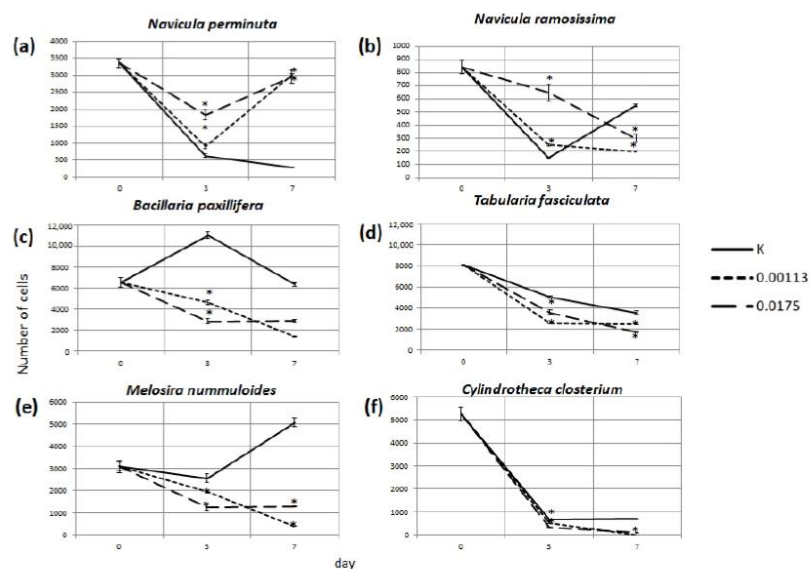 Navicula perminuta
(a)
4000
3500
3000
2500
2000
1500
1000
500
0
0 3 7
Navicula ramosissima
(b)
900
800
700
600
500
400
300
200
100
0
0 3 7
Bacillaria paxillifera
(c)
12,000
10,000
8000
6000
4000
2000
0
0 3 7
Tabularia fasciculata
(d)
12,000
10,000
8000
6000
4000
2000
0
0 3 7
Melosira nummuloides
(e)
6000
5000
4000
3000
2000
1000
0
0 3 7
Cylindrotheca closterium
(f)
6000
5000
4000
3000
2000
1000
0
0 3 7
Number of cells
day
K
0.00113
0.0175